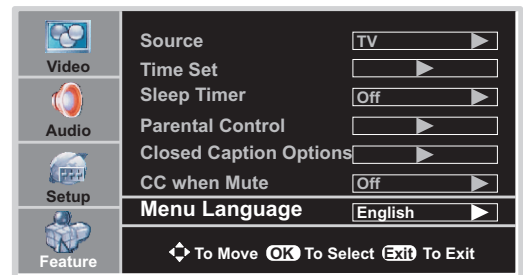 Video
Audio
Setup
Feature
Source TV
Time Set
Sleep Timer Off
Parental Control
Closed Caption Options
CC when Mute Off
Menu Language English
To Move OK To Select Exit To Exit